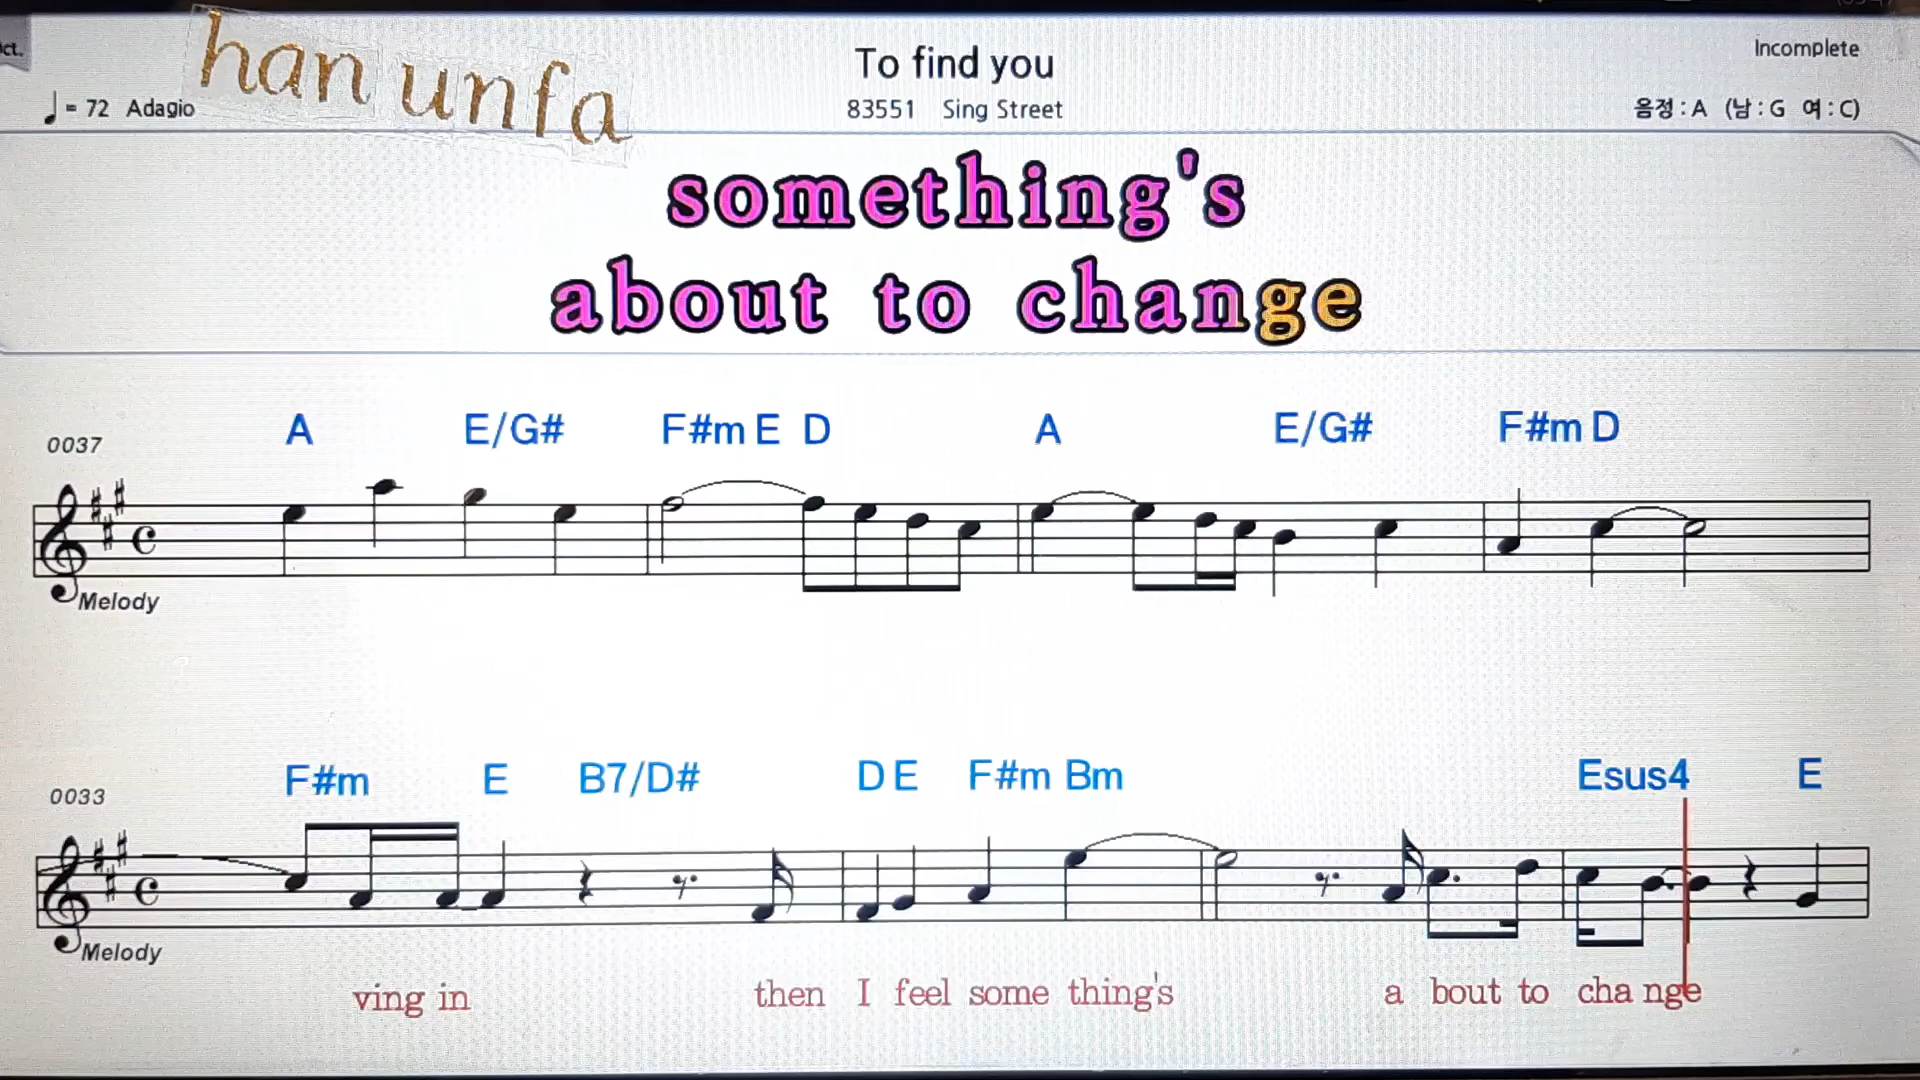 ct.
han unfa
To find you
Incomplete
= 72 Adagio
83551 Sing Street
음정 : A (남 : G 여 : C)
something's
about to change
A E/G# F#m E D A E/G# F#m D
0037
Melody
F#m E B7/D# D E F#m Bm Esus4 E
0033
Melody
ving in then I feel some thing's a bout to cha nge